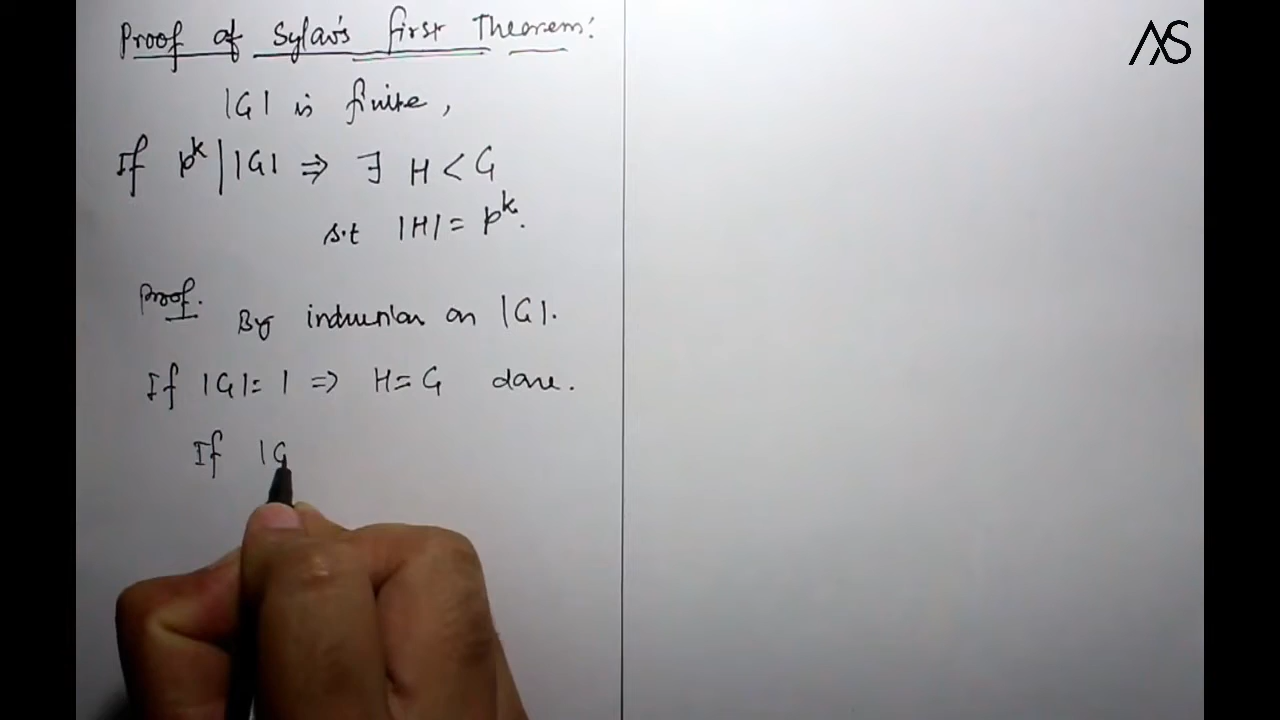 Proof of Sylow's first Theorem:
|G| is finite,
If p^k | |G| ⇒ ∃ H < G
s.t |H| = p^k.
Proof.
By induction on |G|.
If |G| = 1 ⇒ H = G done.
If |G
AS